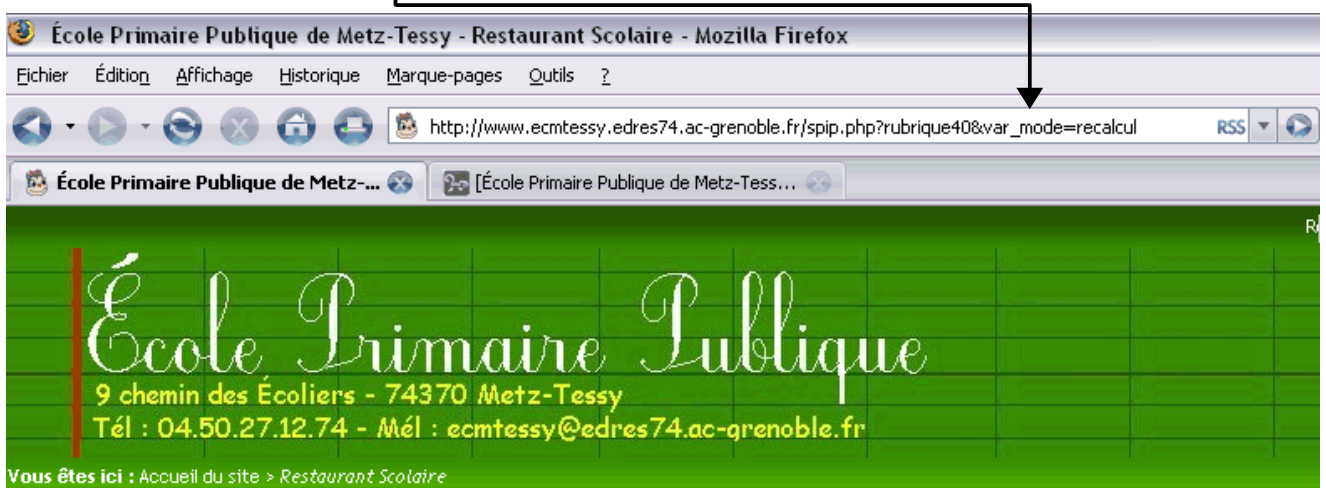 École Primaire Publique de Metz-Tessy - Restaurant Scolaire - Mozilla Firefox
Fichier Édition Affichage Historique Marque-pages Outils ?
http://www.ecmtessy.edres74.ac-grenoble.fr/spip.php?rubrique40&var_mode=recalcul RSS
École Primaire Publique de Metz-... [École Primaire Publique de Metz-Tess...
École Primaire Publique
9 chemin des Écoliers - 74370 Metz-Tessy
Tél : 04.50.27.12.74 - Mél : ecmtessy@edres74.ac-grenoble.fr
Vous êtes ici : Accueil du site > Restaurant Scolaire